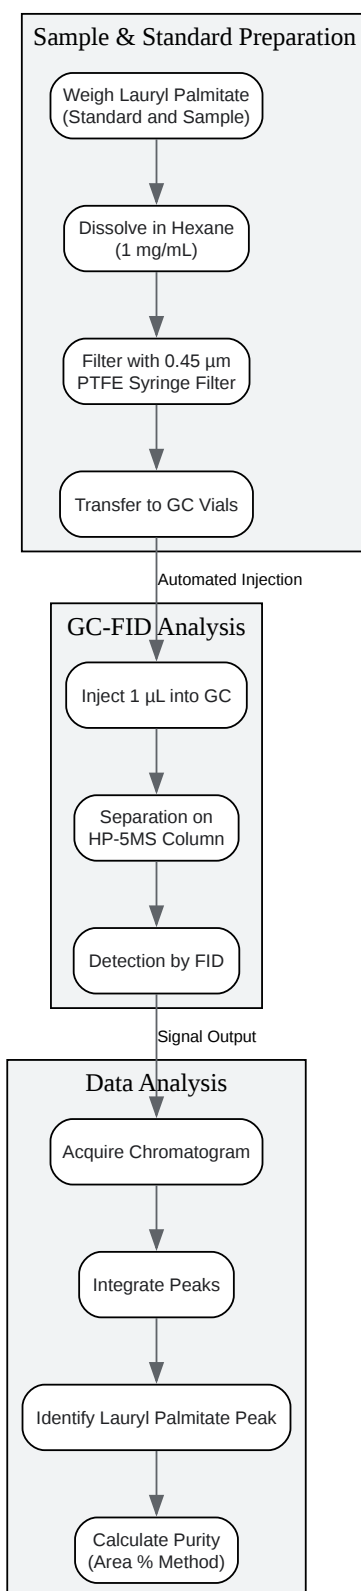 Sample & Standard Preparation
Weigh Lauryl Palmitate
(Standard and Sample)
Dissolve in Hexane
(1 mg/mL)
Filter with 0.45 µm
PTFE Syringe Filter
Transfer to GC Vials
Automated Injection
GC-FID Analysis
Inject 1 µL into GC
Separation on
HP-5MS Column
Detection by FID
Signal Output
Data Analysis
Acquire Chromatogram
Integrate Peaks
Identify Lauryl Palmitate Peak
Calculate Purity
(Area % Method)